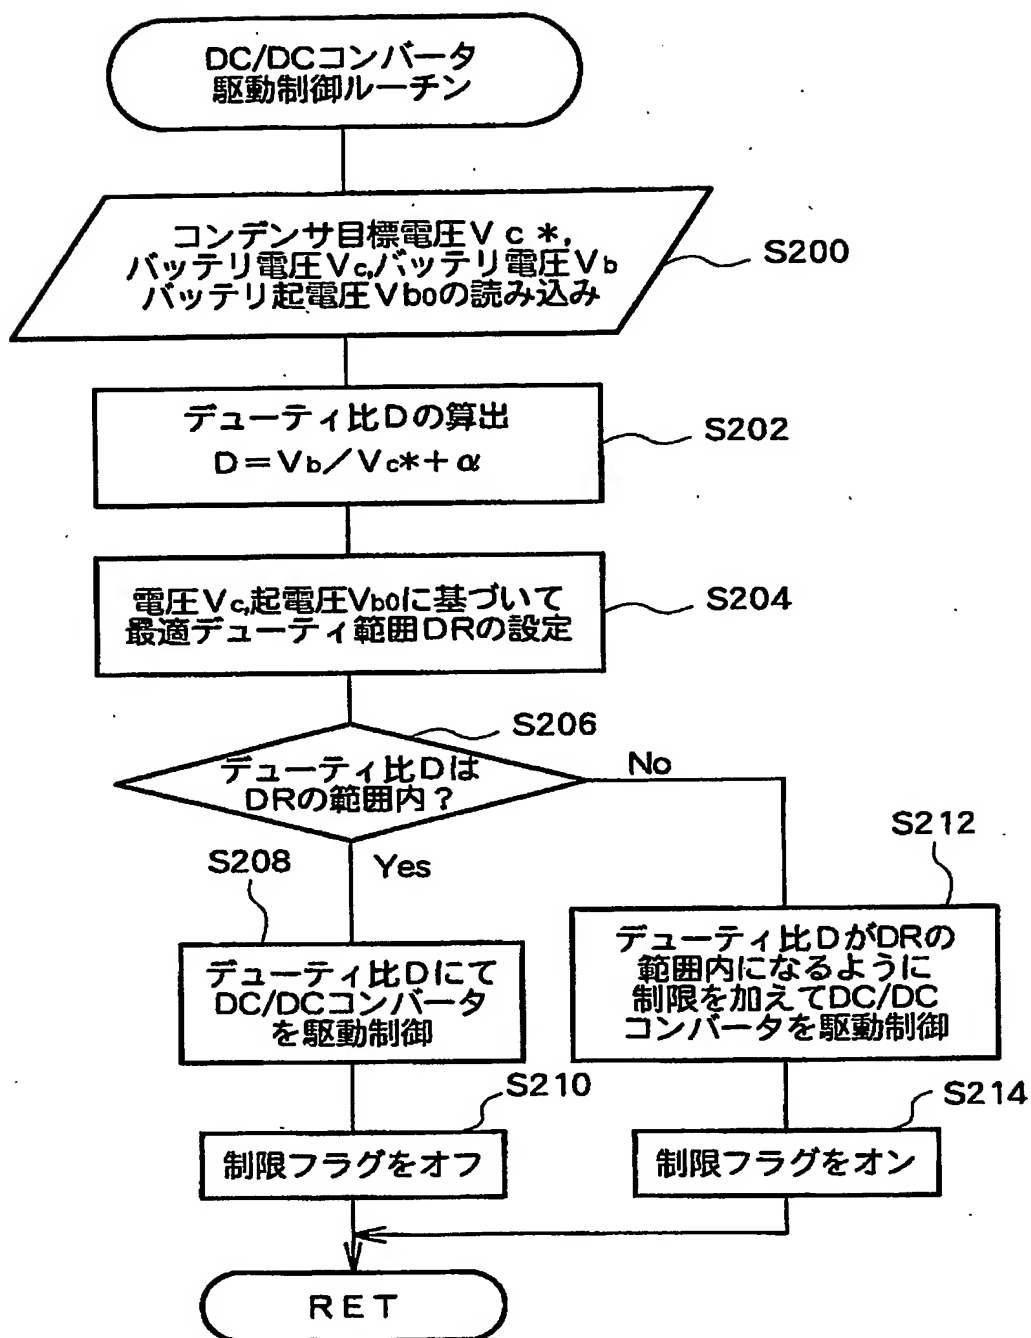 DC/DCコンバータ
駆動制御ルーチン
コンデンサ目標電圧Vc*,
バッテリ電圧Vc,バッテリ電圧Vb
バッテリ起電圧Vboの読み込み
S200
デューティ比Dの算出
D=Vb/Vc*+α
S202
電圧Vc,起電圧Vboに基づいて
最適デューティ範囲DRの設定
S204
S206
デューティ比Dは
DRの範囲内?
No
Yes
S208
デューティ比Dにて
DC/DCコンバータ
を駆動制御
S212
デューティ比DがDRの
範囲内になるように
制限を加えてDC/DC
コンバータを駆動制御
S210
制限フラグをオフ
S214
制限フラグをオン
RET